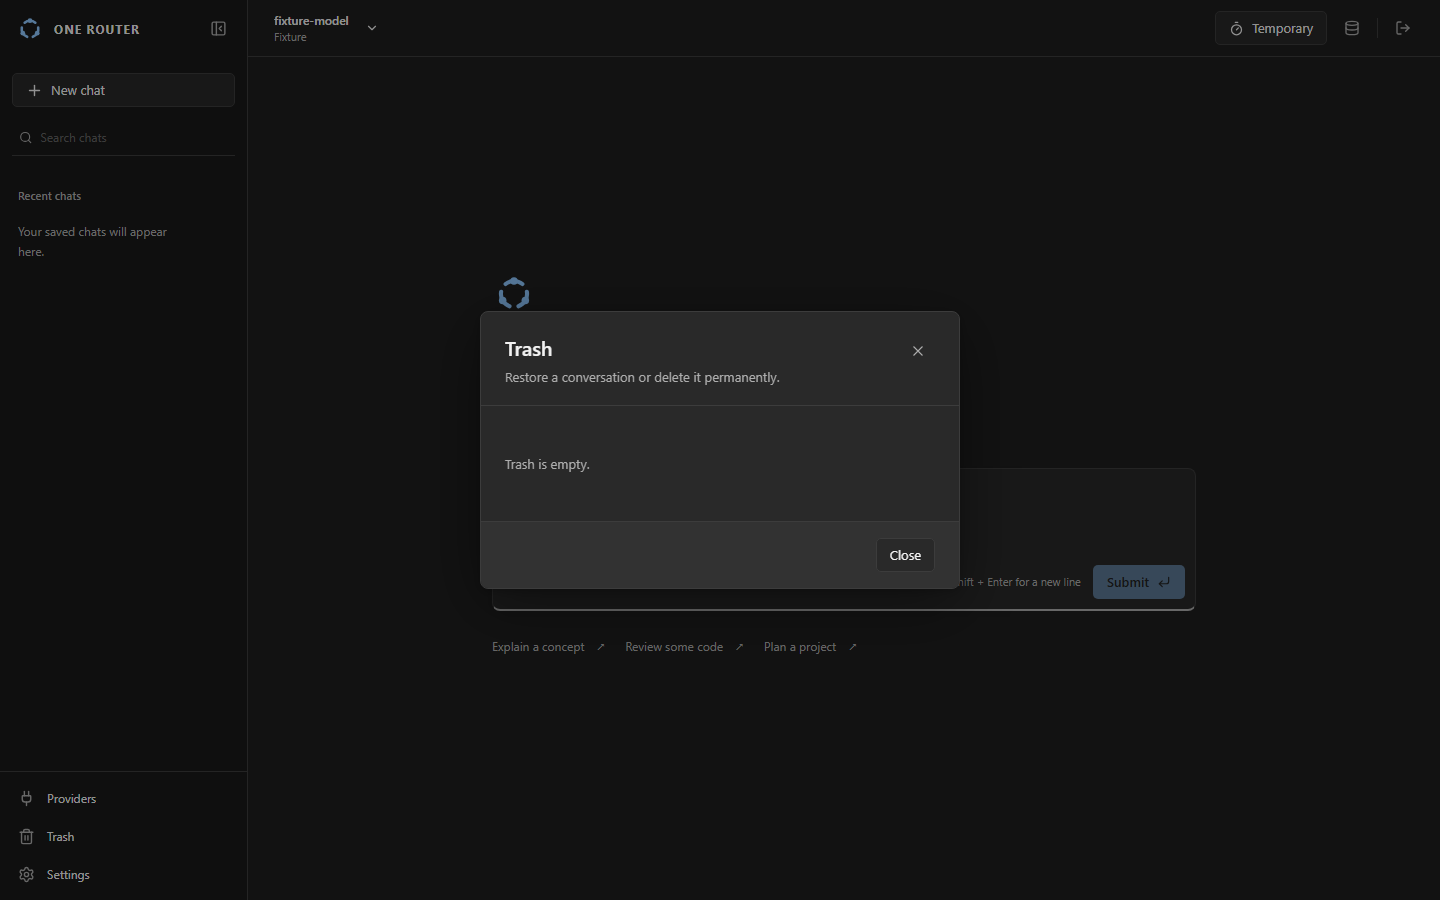 ONE ROUTER
New chat
Search chats
Recent chats
Your saved chats will appear
here.
Providers
Trash
Settings
fixture-model
Fixture
Temporary
Trash
Restore a conversation or delete it permanently.
Trash is empty.
Close
+ Enter for a new line
Submit
Explain a concept
Review some code
Plan a project